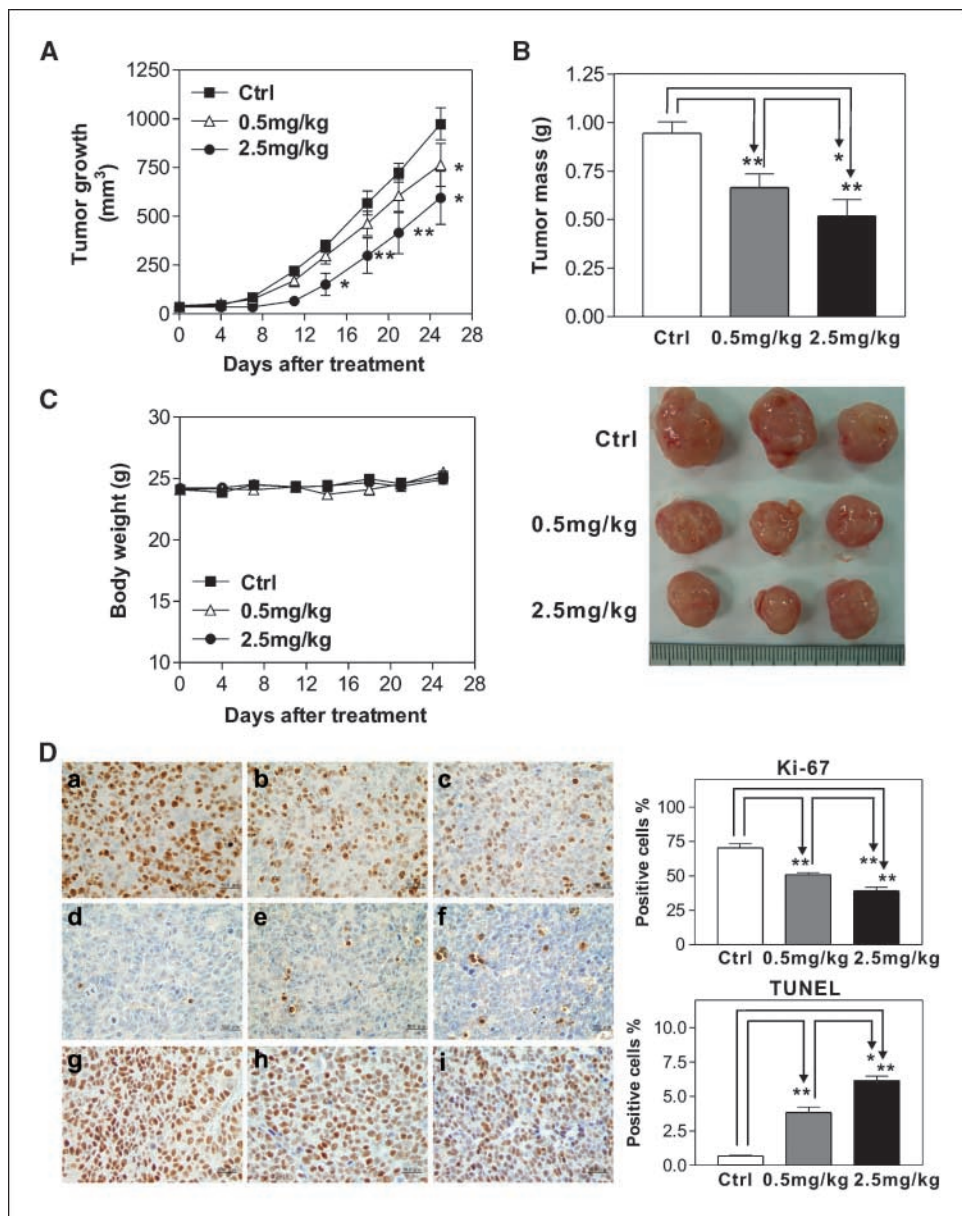 A
Tumor growth
(mm³)
1250
1000
750
500
250
0
Ctrl
0.5mg/kg
2.5mg/kg
*
*
**
**
*
0 4 8 12 16 20 24 28
Days after treatment
B
Tumor mass (g)
1.25
1.00
0.75
0.50
0.25
0.00
**
*
**
Ctrl 0.5mg/kg 2.5mg/kg
Ctrl
0.5mg/kg
2.5mg/kg
C
Body weight (g)
30
25
20
15
10
Ctrl
0.5mg/kg
2.5mg/kg
0 4 8 12 16 20 24 28
Days after treatment
D
a b c
d e f
g h i
Ki-67
Positive cells %
100
75
50
25
0
**
**
**
Ctrl 0.5mg/kg 2.5mg/kg
TUNEL
Positive cells %
10.0
7.5
5.0
2.5
0.0
**
*
**
Ctrl 0.5mg/kg 2.5mg/kg